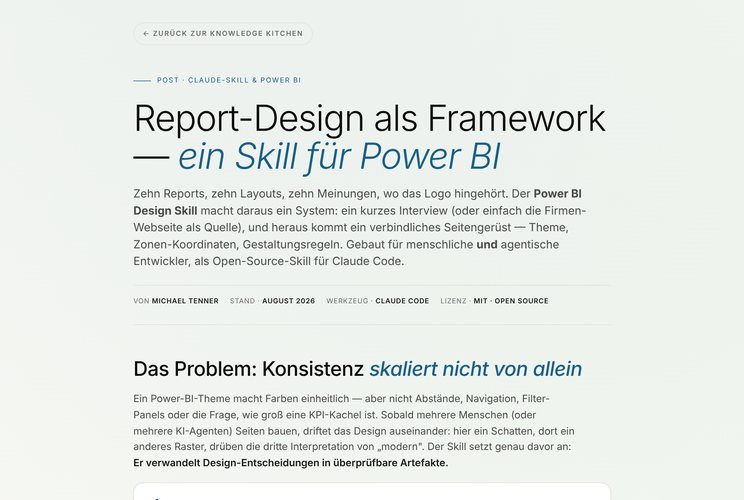 ← ZURÜCK ZUR KNOWLEDGE KITCHEN
POST · CLAUDE-SKILL & POWER BI
Report-Design als Framework
— ein Skill für Power BI
Zehn Reports, zehn Layouts, zehn Meinungen, wo das Logo hingehört. Der Power BI
Design Skill macht daraus ein System: ein kurzes Interview (oder einfach die Firmen-
Webseite als Quelle), und heraus kommt ein verbindliches Seitengerüst — Theme,
Zonen-Koordinaten, Gestaltungsregeln. Gebaut für menschliche und agentische
Entwickler, als Open-Source-Skill für Claude Code.
VON MICHAEL TENNER STAND · AUGUST 2026 WERKZEUG · CLAUDE CODE LIZENZ · MIT · OPEN SOURCE
Das Problem: Konsistenz skaliert nicht von allein
Ein Power-BI-Theme macht Farben einheitlich — aber nicht Abstände, Navigation, Filter-
Panels oder die Frage, wie groß eine KPI-Kachel ist. Sobald mehrere Menschen (oder
mehrere KI-Agenten) Seiten bauen, driftet das Design auseinander: hier ein Schatten, dort ein
anderes Raster, drüben die dritte Interpretation von „modern". Der Skill setzt genau davor an:
Er verwandelt Design-Entscheidungen in überprüfbare Artefakte.